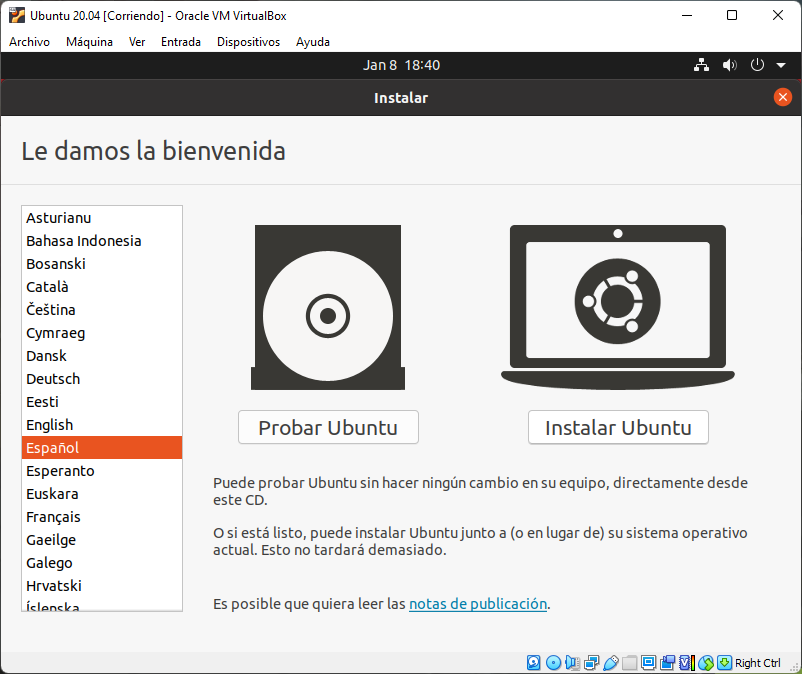 Ubuntu 20.04 [Corriendo] - Oracle VM VirtualBox
Archivo Máquina Ver Entrada Dispositivos Ayuda
Jan 8 18:40
Instalar
Le damos la bienvenida
Asturianu
Bahasa Indonesia
Bosanski
Català
Čeština
Cymraeg
Dansk
Deutsch
Eesti
English
Español
Esperanto
Euskara
Français
Gaeilge
Galego
Hrvatski
Íslenska
Probar Ubuntu
Instalar Ubuntu
Puede probar Ubuntu sin hacer ningún cambio en su equipo, directamente desde
este CD.
O si está listo, puede instalar Ubuntu junto a (o en lugar de) su sistema operativo
actual. Esto no tardará demasiado.
Es posible que quiera leer las notas de publicación.
Right Ctrl